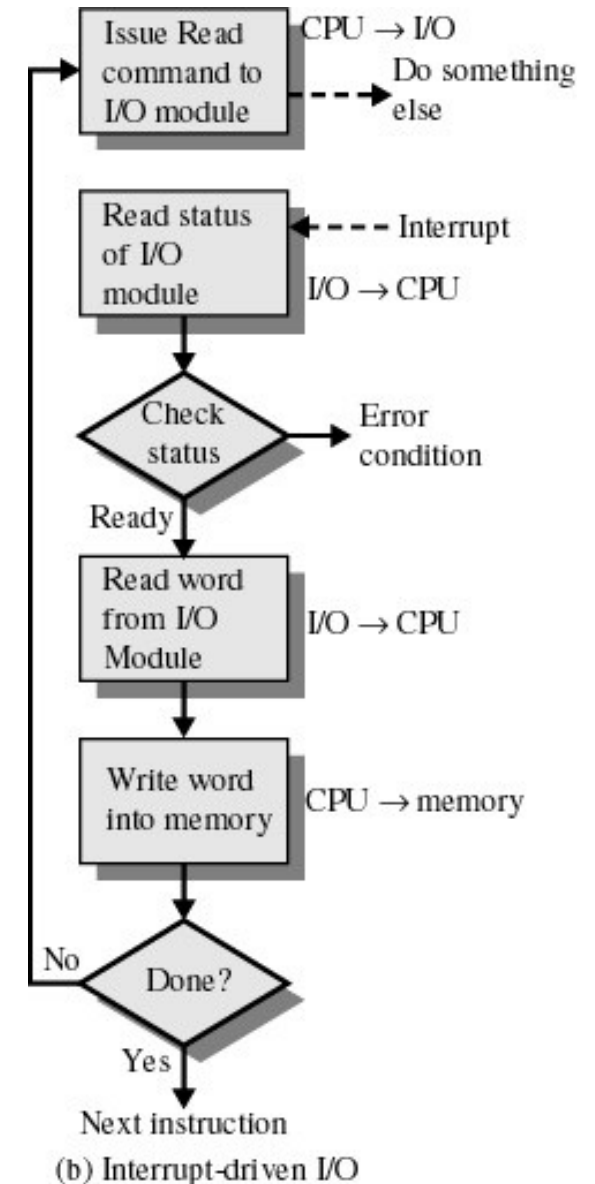 Issue Read
command to
I/O module
CPU → I/O
Do something
else
Read status
of I/O
module
Interrupt
I/O → CPU
Check
status
Error
condition
Ready
Read word
from I/O
Module
I/O → CPU
Write word
into memory
CPU → memory
No
Done?
Yes
Next instruction
(b) Interrupt-driven I/O